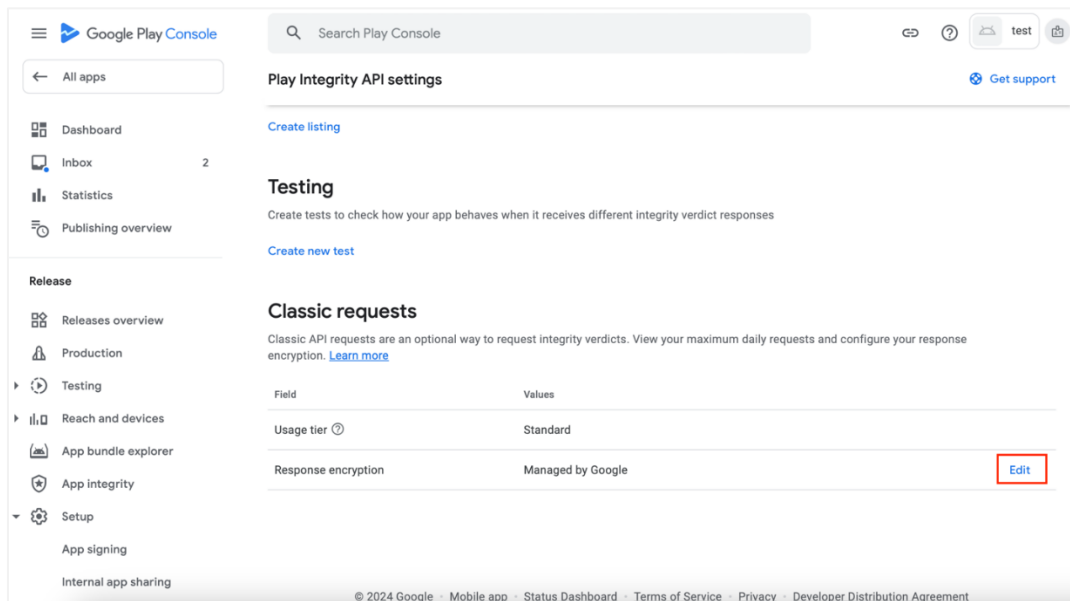 Google Play Console
Search Play Console
test
All apps
Play Integrity API settings
Get support
Dashboard
Inbox 2
Statistics
Publishing overview
Release
Releases overview
Production
Testing
Reach and devices
App bundle explorer
App integrity
Setup
App signing
Internal app sharing
Create listing
Testing
Create tests to check how your app behaves when it receives different integrity verdict responses
Create new test
Classic requests
Classic API requests are an optional way to request integrity verdicts. View your maximum daily requests and configure your response
encryption. Learn more
Field Values
Usage tier Standard
Response encryption Managed by Google Edit
© 2024 Google · Mobile app · Status Dashboard · Terms of Service · Privacy · Developer Distribution Agreement